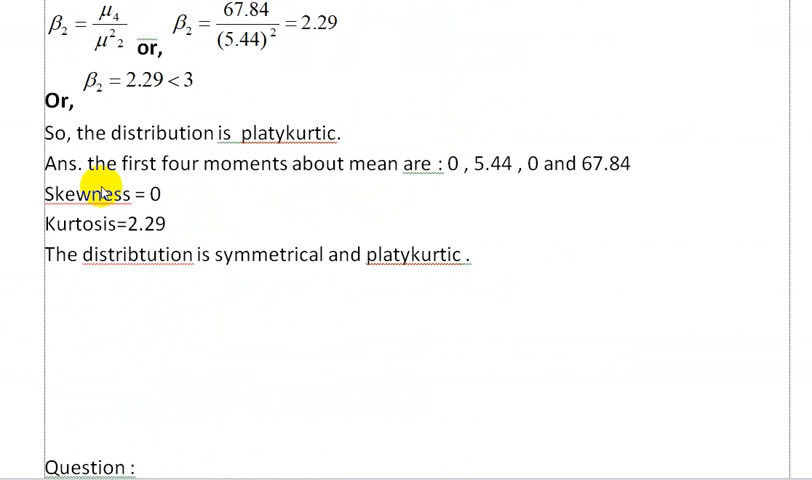 β₂ = μ₄ / μ²₂ or, β₂ = 67.84 / (5.44)² = 2.29
Or, β₂ = 2.29 < 3
So, the distribution is platykurtic.
Ans. the first four moments about mean are : 0 , 5.44 , 0 and 67.84
Skewness = 0
Kurtosis=2.29
The distribtution is symmetrical and platykurtic .
Question :